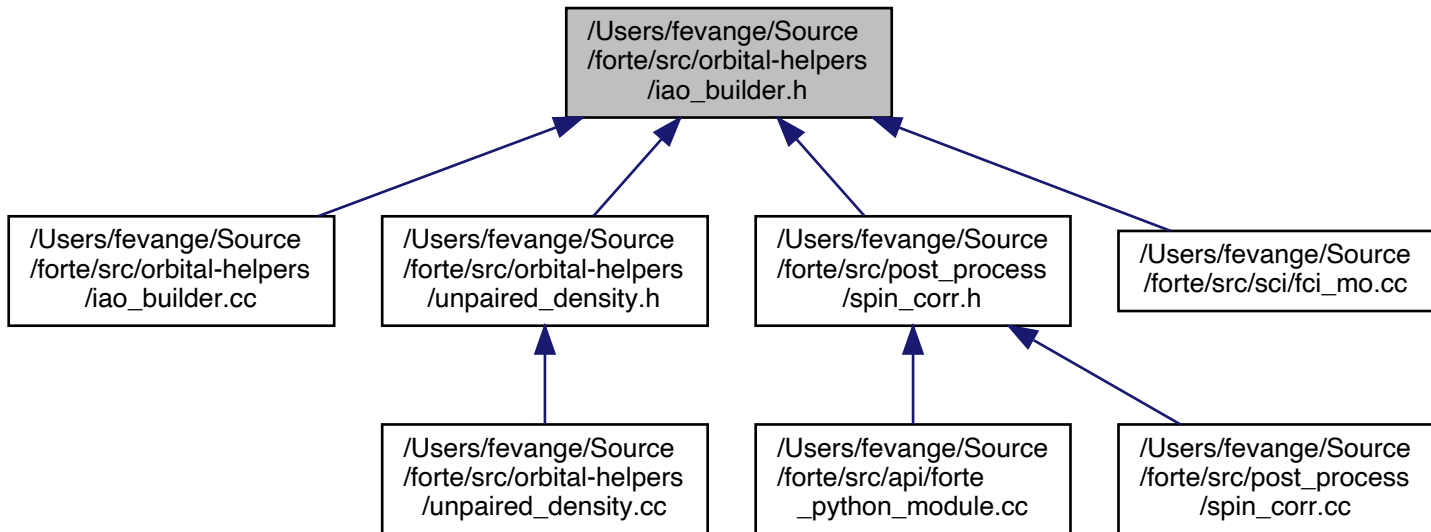 /Users/fevange/Source
/forte/src/orbital-helpers
/iao_builder.h
/Users/fevange/Source
/forte/src/orbital-helpers
/iao_builder.cc
/Users/fevange/Source
/forte/src/orbital-helpers
/unpaired_density.h
/Users/fevange/Source
/forte/src/post_process
/spin_corr.h
/Users/fevange/Source
/forte/src/sci/fci_mo.cc
/Users/fevange/Source
/forte/src/orbital-helpers
/unpaired_density.cc
/Users/fevange/Source
/forte/src/api/forte
_python_module.cc
/Users/fevange/Source
/forte/src/post_process
/spin_corr.cc